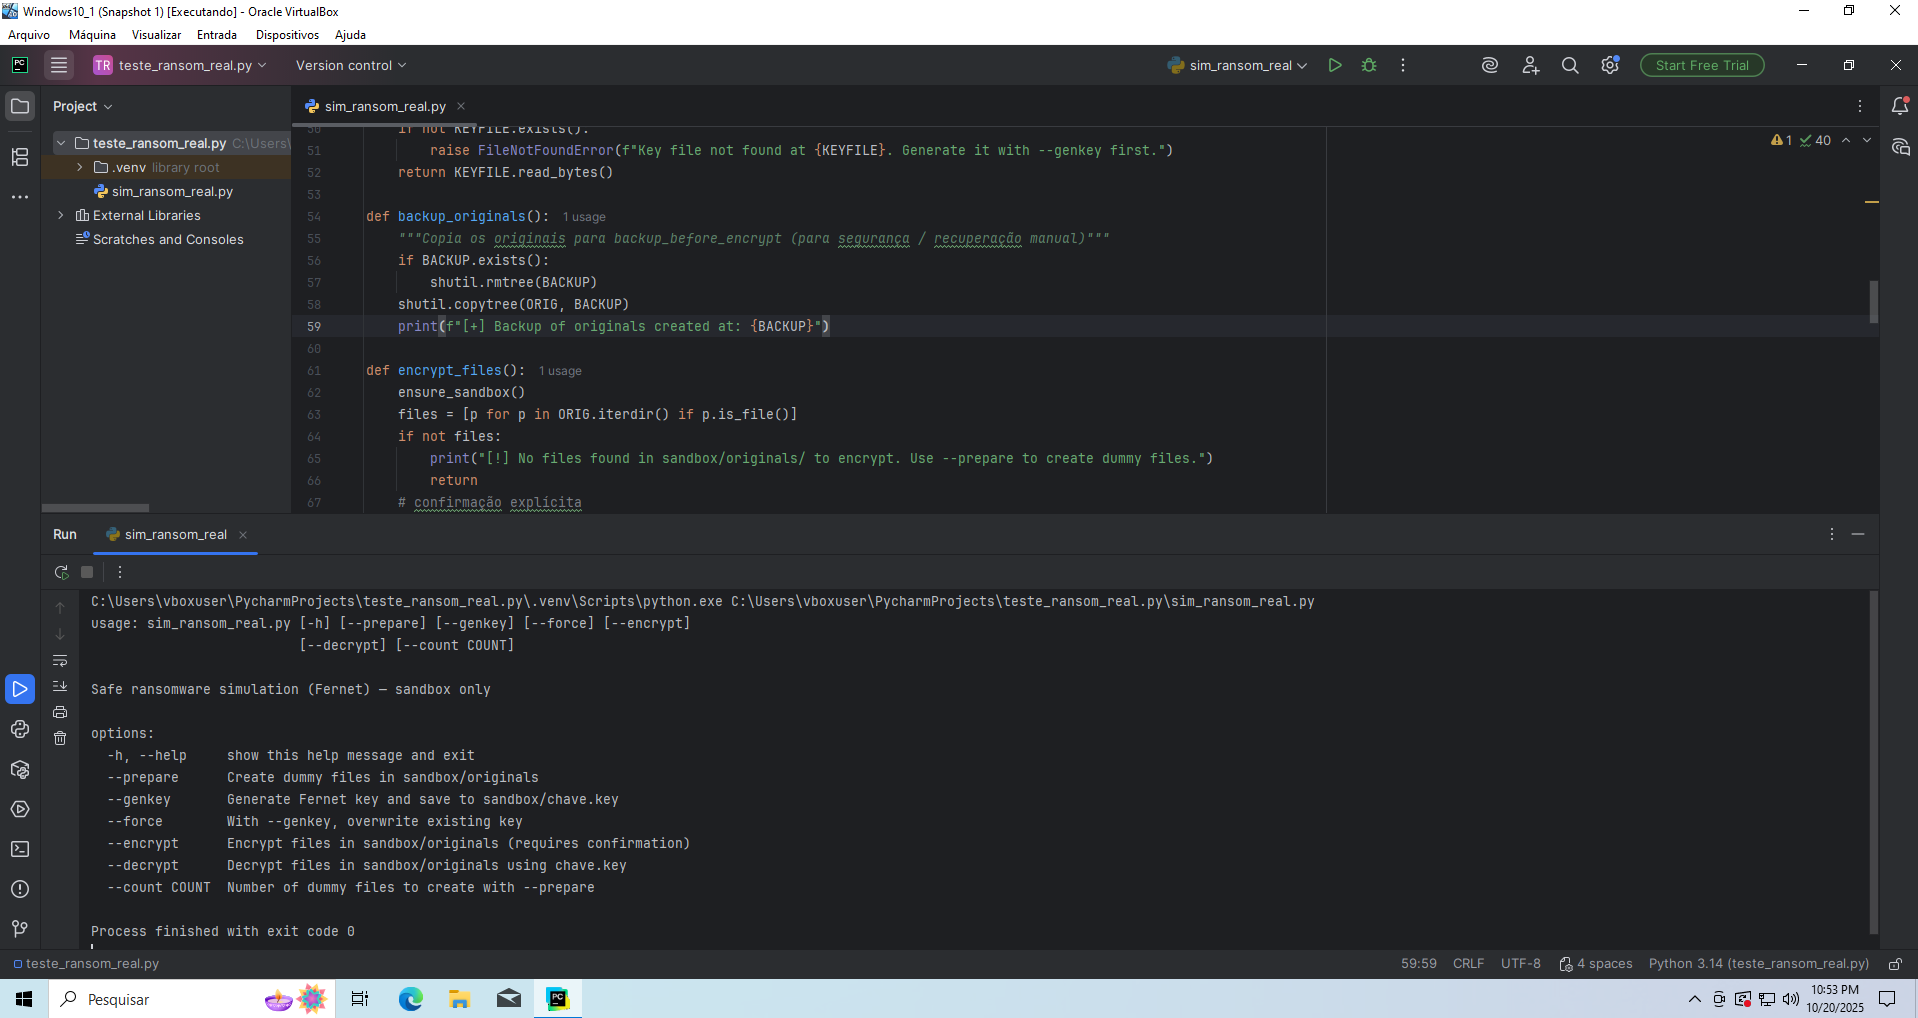 Windows10_1 (Snapshot 1) [Executando] - Oracle VirtualBox
Arquivo Máquina Visualizar Entrada Dispositivos Ajuda
PC TR teste_ransom_real.py Version control sim_ransom_real Start Free Trial
Project
teste_ransom_real.py C:\Users\
.venv library root
sim_ransom_real.py
External Libraries
Scratches and Consoles
sim_ransom_real.py
1 40
50 if not KEYFILE.exists():
51 raise FileNotFoundError(f"Key file not found at {KEYFILE}. Generate it with --genkey first.")
52 return KEYFILE.read_bytes()
53
54 def backup_originals(): 1 usage
55 """Copia os originais para backup_before_encrypt (para segurança / recuperação manual)"""
56 if BACKUP.exists():
57 shutil.rmtree(BACKUP)
58 shutil.copytree(ORIG, BACKUP)
59 print(f"[+] Backup of originals created at: {BACKUP}")
60
61 def encrypt_files(): 1 usage
62 ensure_sandbox()
63 files = [p for p in ORIG.iterdir() if p.is_file()]
64 if not files:
65 print("[!] No files found in sandbox/originals/ to encrypt. Use --prepare to create dummy files.")
66 return
67 # confirmação explícita
Run sim_ransom_real
C:\Users\vboxuser\PycharmProjects\teste_ransom_real.py\.venv\Scripts\python.exe C:\Users\vboxuser\PycharmProjects\teste_ransom_real.py\sim_ransom_real.py
usage: sim_ransom_real.py [-h] [--prepare] [--genkey] [--force] [--encrypt]
[--decrypt] [--count COUNT]
Safe ransomware simulation (Fernet) — sandbox only
options:
-h, --help show this help message and exit
--prepare Create dummy files in sandbox/originals
--genkey Generate Fernet key and save to sandbox/chave.key
--force With --genkey, overwrite existing key
--encrypt Encrypt files in sandbox/originals (requires confirmation)
--decrypt Decrypt files in sandbox/originals using chave.key
--count COUNT Number of dummy files to create with --prepare
Process finished with exit code 0
teste_ransom_real.py 59:59 CRLF UTF-8 4 spaces Python 3.14 (teste_ransom_real.py)
Pesquisar PC
10:53 PM
10/20/2025